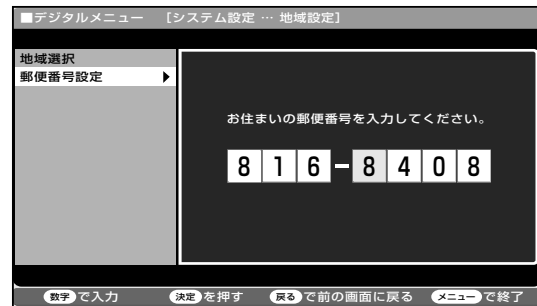 ■デジタルメニュー [システム設定 … 地域設定]
地域選択
郵便番号設定 ▶
お住まいの郵便番号を入力してください。
816-8408
数字で入力 決定を押す 戻るで前の画面に戻る メニューで終了